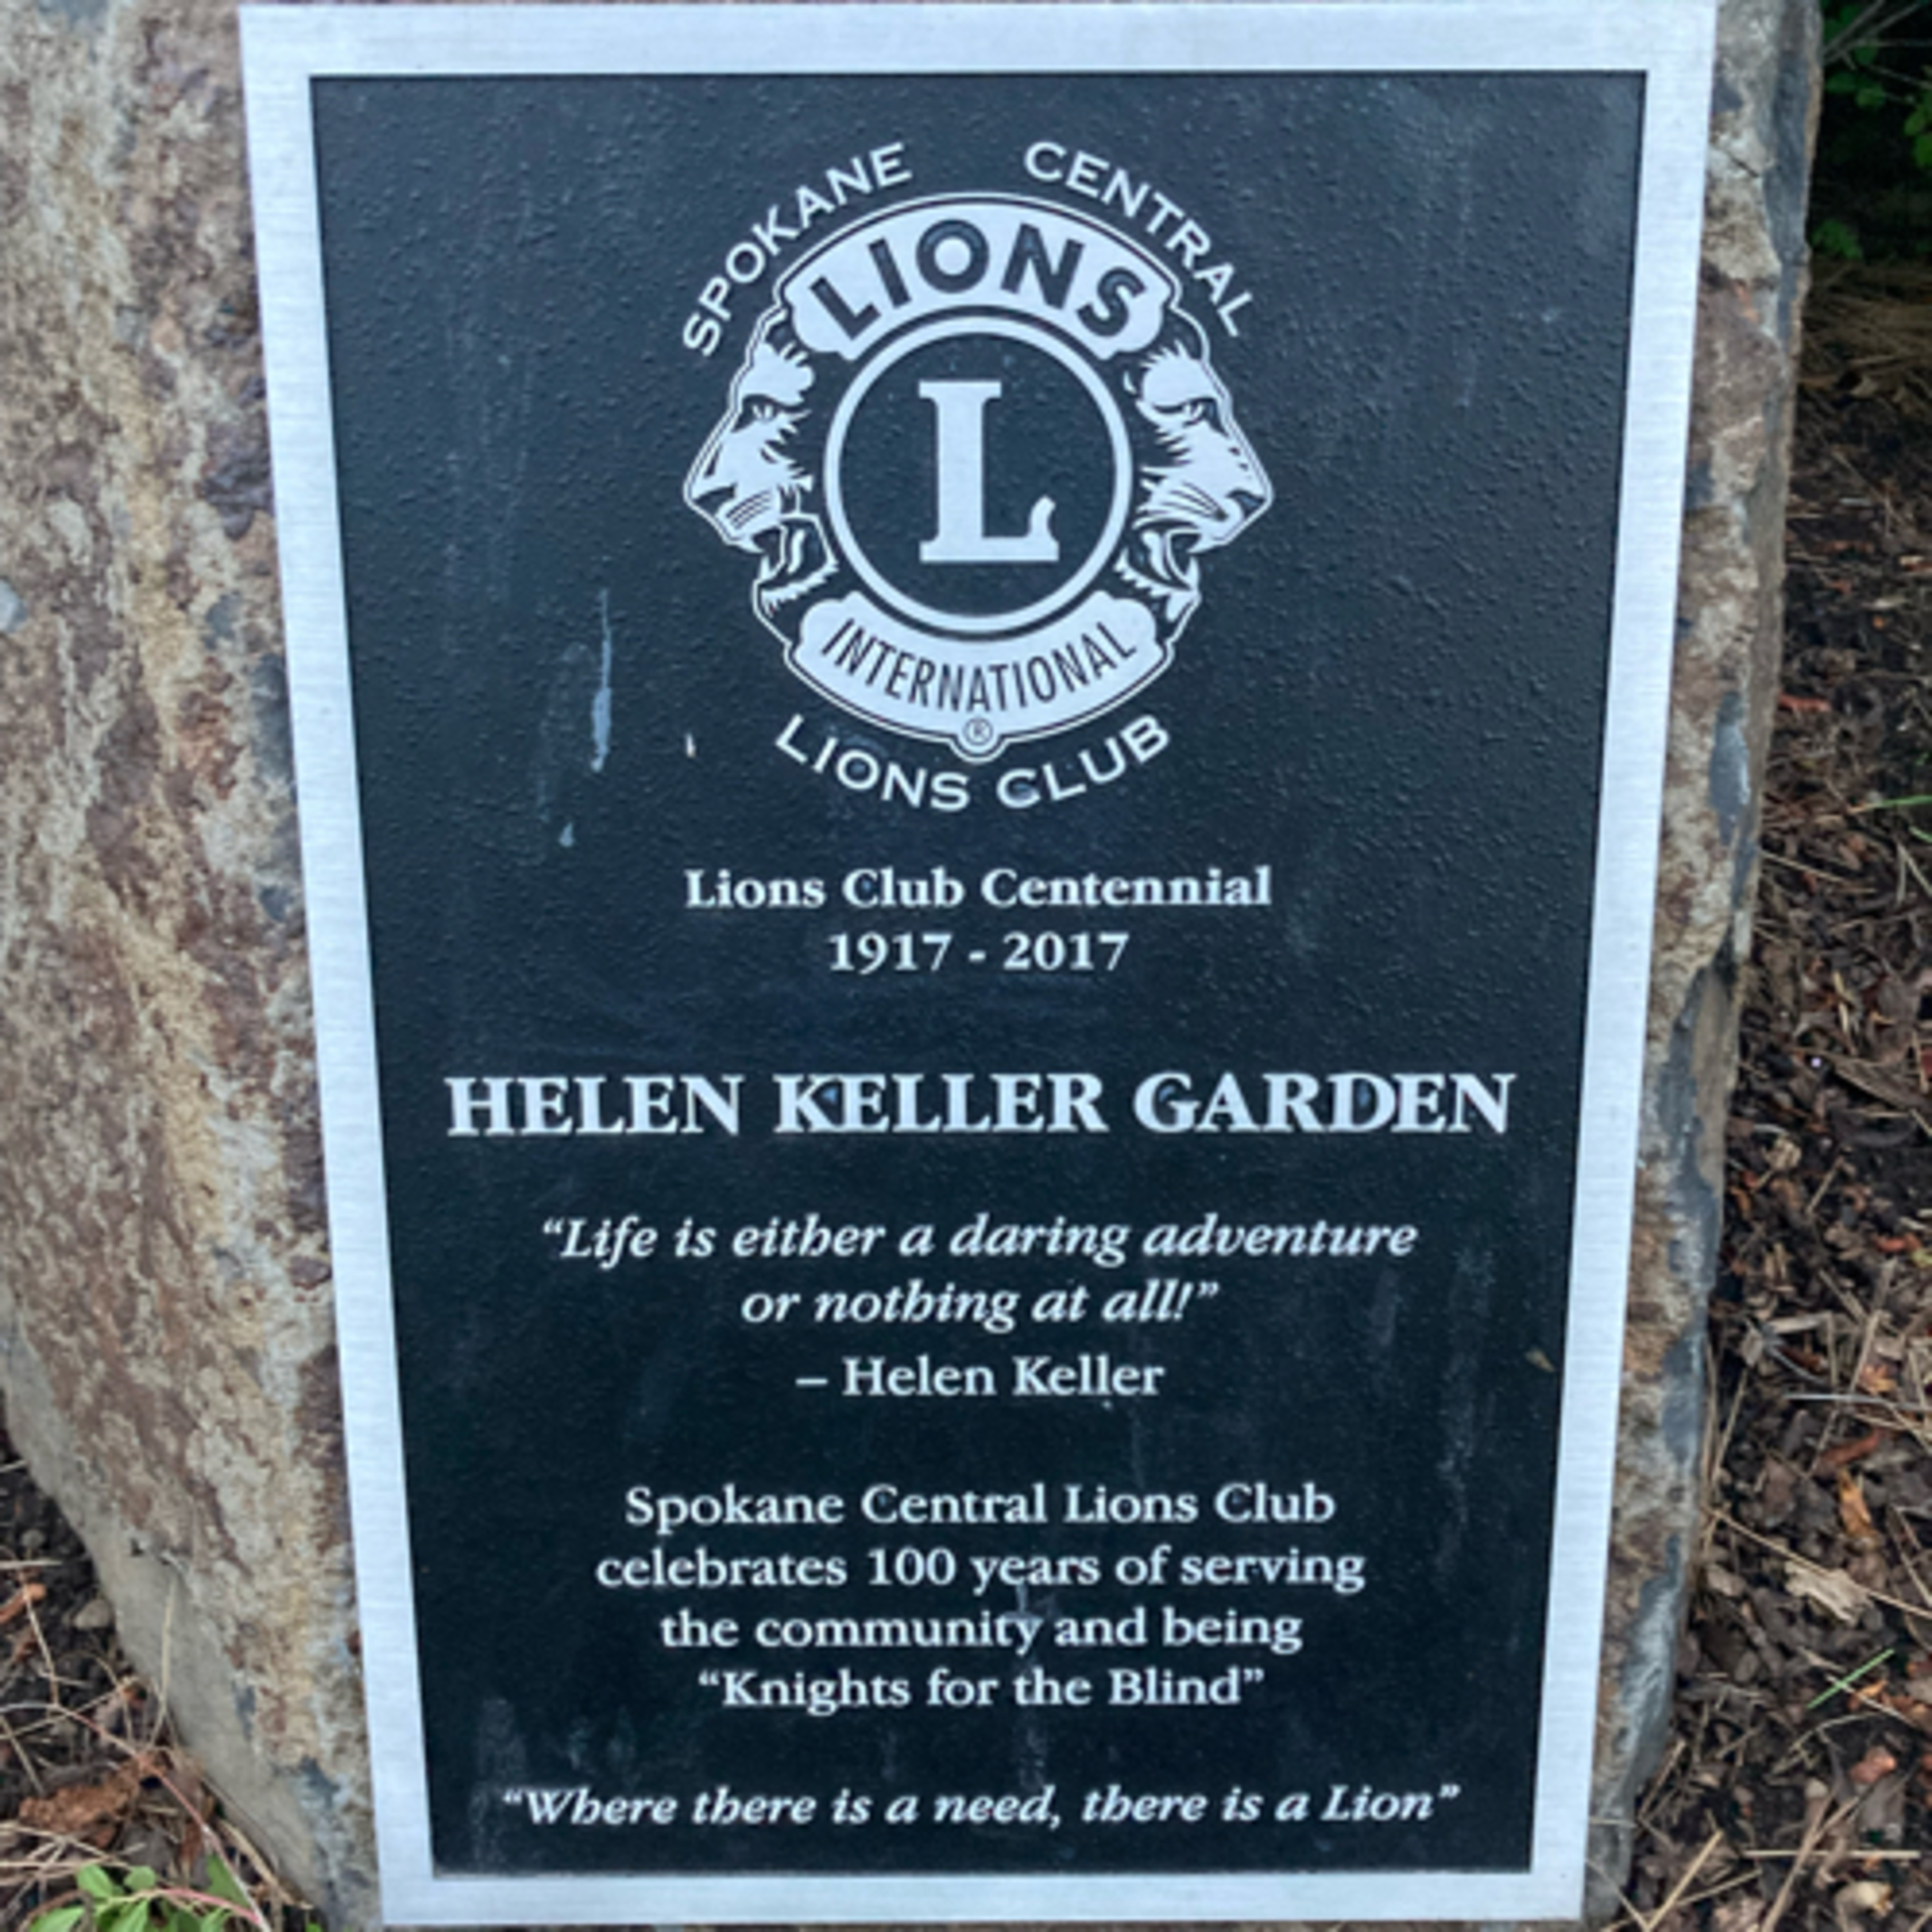 SPOKANE CENTRAL
LIONS
L
INTERNATIONAL
®
LIONS CLUB
Lions Club Centennial
1917 - 2017
HELEN KELLER GARDEN
“Life is either a daring adventure
or nothing at all!”
– Helen Keller
Spokane Central Lions Club
celebrates 100 years of serving
the community and being
“Knights for the Blind”
“Where there is a need, there is a Lion”